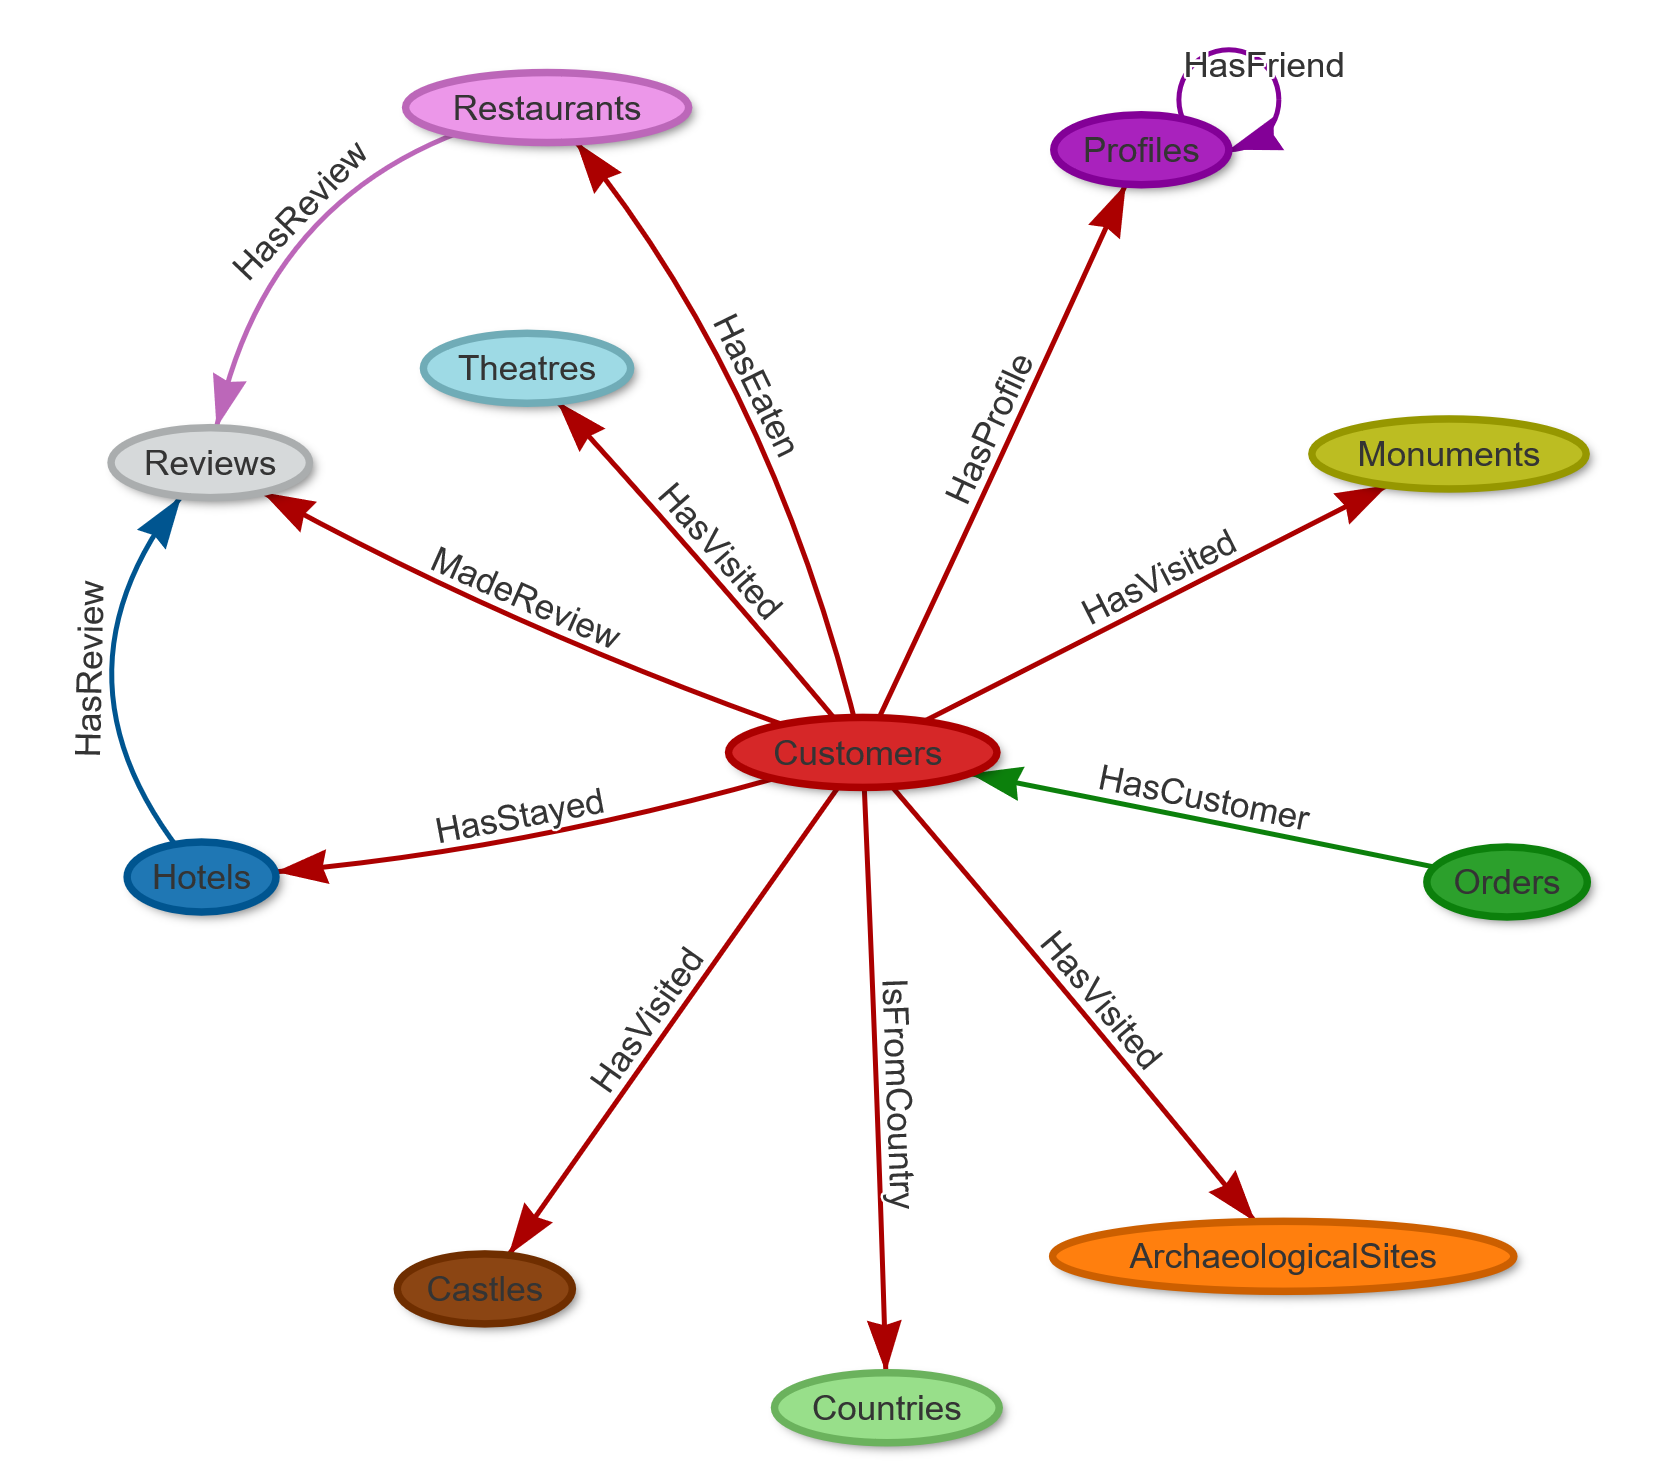 HasFriend
Restaurants
Profiles
HasReview
Theatres
HasEaten
HasProfile
Monuments
Reviews
HasVisited
HasVisited
MadeReview
HasReview
Customers
HasCustomer
HasStayed
Hotels
Orders
HasVisited
IsFromCountry
HasVisited
ArchaeologicalSites
Castles
Countries